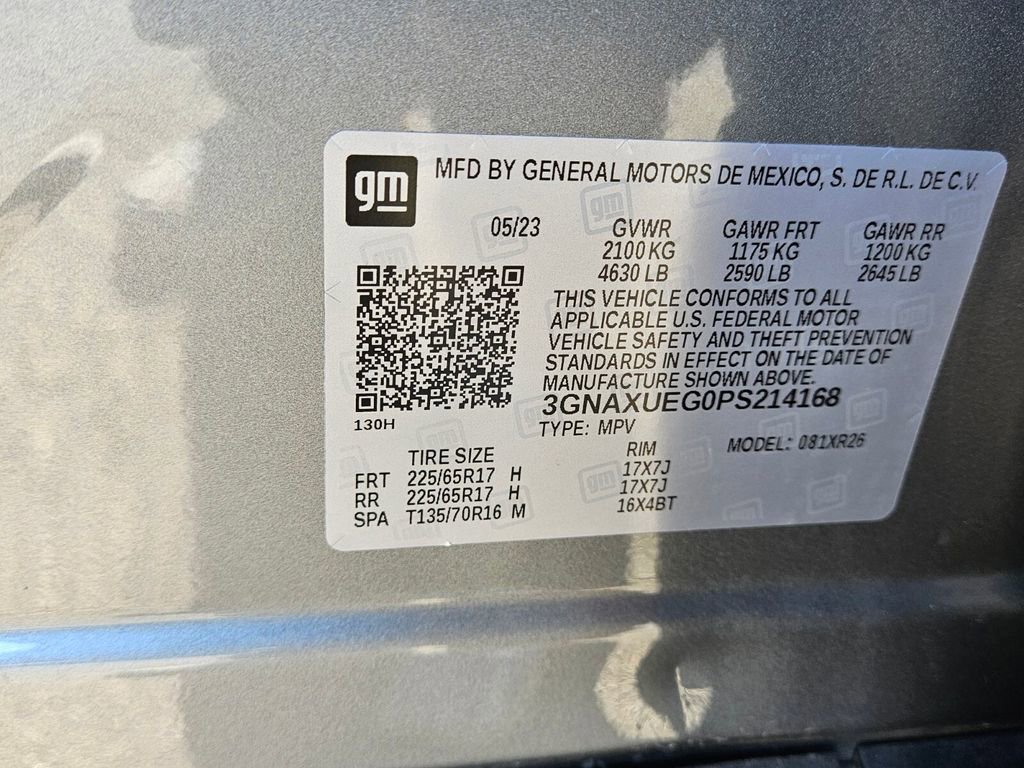 gm MFD BY GENERAL MOTORS DE MEXICO, S. DE R.L. DE C.V.
05/23 GVWR GAWR FRT GAWR RR
2100 KG 1175 KG 1200 KG
4630 LB 2590 LB 2645 LB
THIS VEHICLE CONFORMS TO ALL
APPLICABLE U.S. FEDERAL MOTOR
VEHICLE SAFETY AND THEFT PREVENTION
STANDARDS IN EFFECT ON THE DATE OF
MANUFACTURE SHOWN ABOVE.
3GNAXUEG0PS214168
130H
TYPE: MPV MODEL: 081XR26
TIRE SIZE RIM
FRT 225/65R17 H 17X7J
RR 225/65R17 H 17X7J
SPA T135/70R16 M 16X4BT